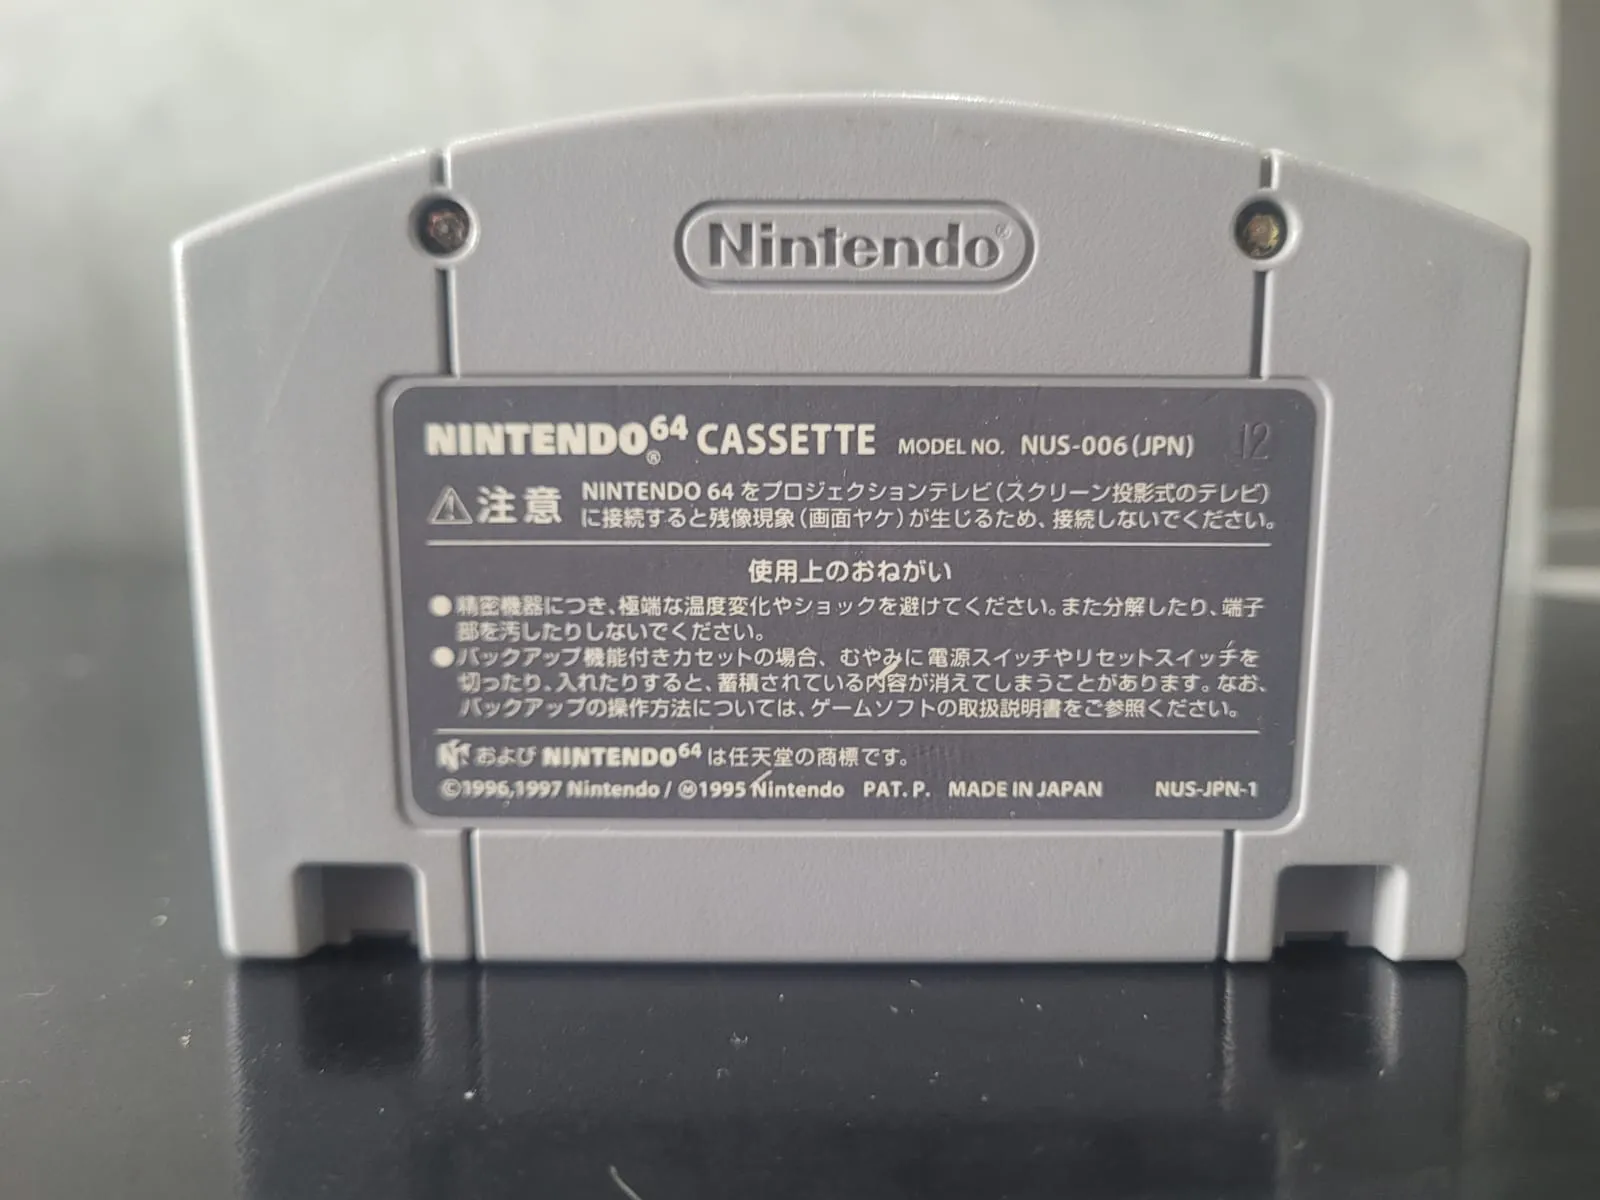 Nintendo®
NINTENDO64® CASSETTE MODEL NO. NUS-006(JPN) 12
⚠注意 NINTENDO 64 をプロジェクションテレビ(スクリーン投影式のテレビ)
に接続すると残像現象(画面ヤケ)が生じるため、接続しないでください。
使用上のおねがい
●精密機器につき、極端な温度変化やショックを避けてください。また分解したり、端子
部を汚したりしないでください。
●バックアップ機能付きカセットの場合、むやみに電源スイッチやリセットスイッチを
切ったり、入れたりすると、蓄積されている内容が消えてしまうことがあります。なお、
バックアップの操作方法については、ゲームソフトの取扱説明書をご参照ください。
および NINTENDO64 は任天堂の商標です。
©1996,1997 Nintendo / Ⓜ1995 Nintendo PAT. P. MADE IN JAPAN NUS-JPN-1